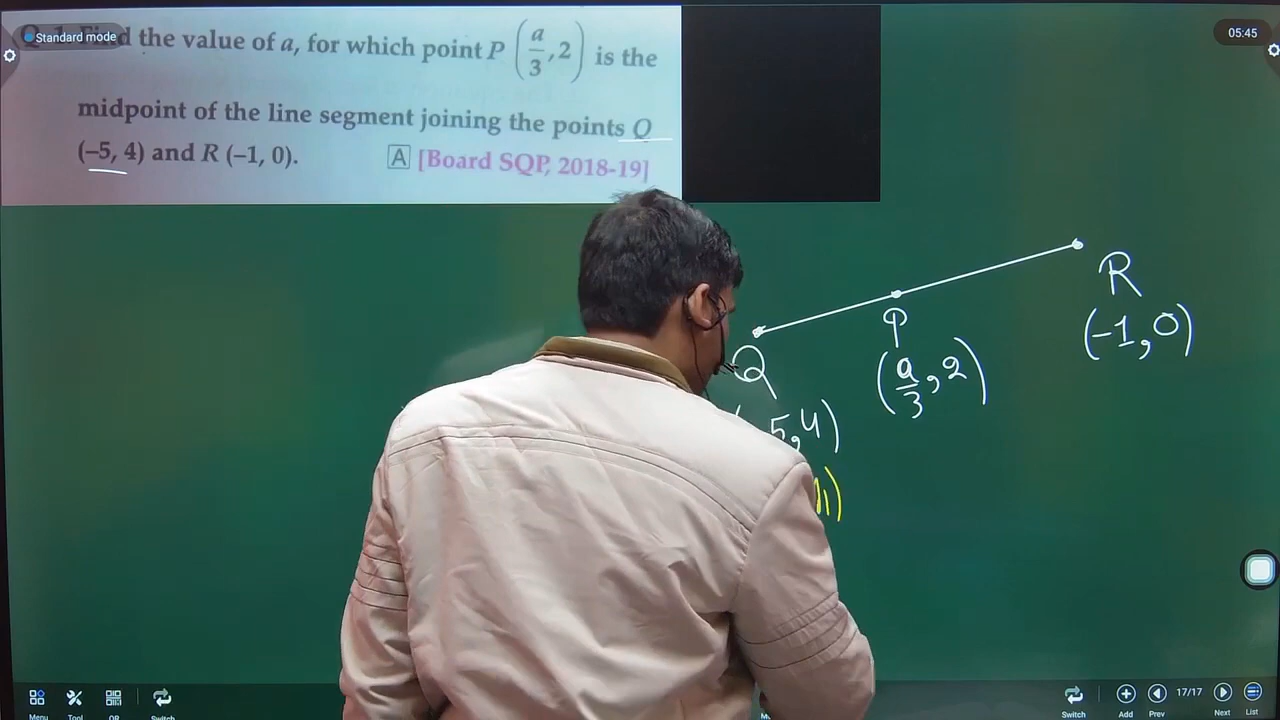 Standard mode
Find the value of a, for which point P (a/3, 2) is the
midpoint of the line segment joining the points Q
(–5, 4) and R (–1, 0).
A [Board SQP, 2018-19]
05:45
R
(-1, 0)
P
(a/3, 2)
Q
5, 4)
Menu
Tool
QR
Switch
Switch
Add
Prev
17/17
Next
List